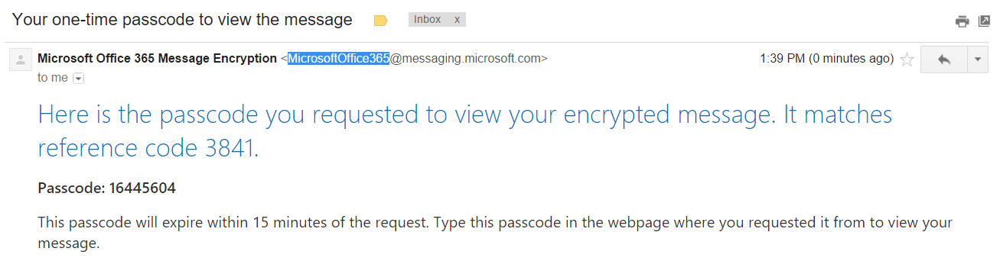 Your one-time passcode to view the message Inbox x
Microsoft Office 365 Message Encryption <MicrosoftOffice365@messaging.microsoft.com> 1:39 PM (0 minutes ago)
to me
Here is the passcode you requested to view your encrypted message. It matches
reference code 3841.
Passcode: 16445604
This passcode will expire within 15 minutes of the request. Type this passcode in the webpage where you requested it from to view your
message.